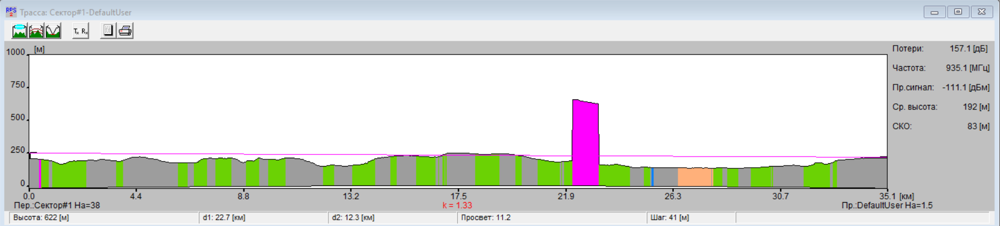 RPS 2 Трасса: Сектор#1-DefaultUser
Tx Rx
[м]
1000
750
500
250
0
0.0 4.4 8.8 13.2 17.5 21.9 26.3 30.7 35.1 [км]
Пер.:Сектор#1 Ha=38 k = 1.33 Пр.:DefaultUser Ha=1.5
Потери: 157.1 [дБ]
Частота: 935.1 [МГц]
Пр.сигнал: -111.1 [дБм]
Ср. высота: 192 [м]
СКО: 83 [м]
Высота: 622 [м] d1: 22.7 [км] d2: 12.3 [км] Просвет: 11.2 Шаг: 41 [м]